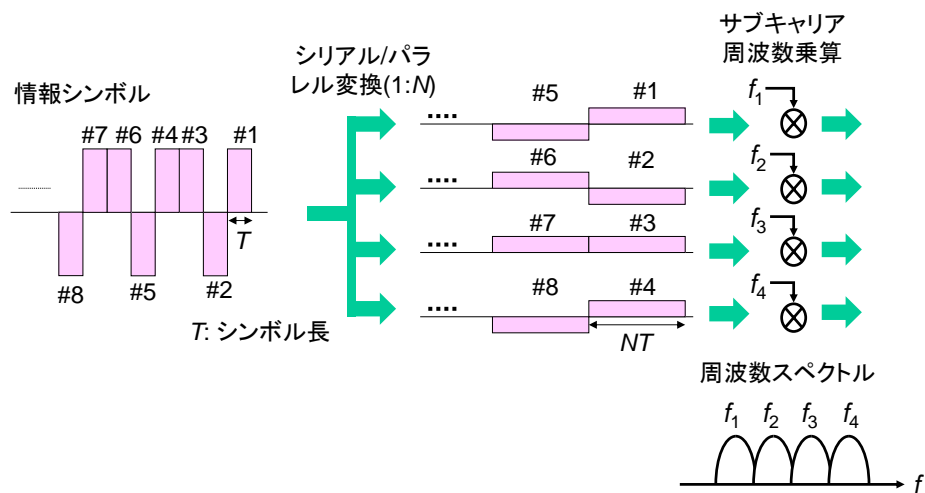 サブキャリア
周波数乗算
シリアル/パラ
レル変換(1:N)
情報シンボル
#7 #6 #4 #3 #1
#8 #5 #2
T
T: シンボル長
.... #5 #1
#6 #2
.... #7 #3
.... #8 #4
NT
f1
f2
f3
f4
周波数スペクトル
f1 f2 f3 f4
f